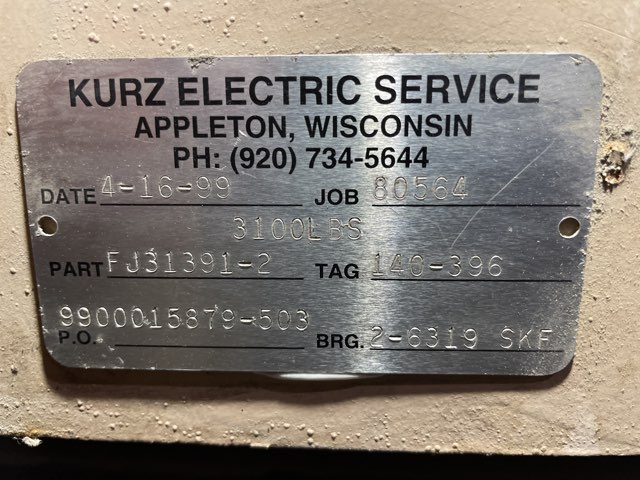 KURZ ELECTRIC SERVICE
APPLETON, WISCONSIN
PH: (920) 734-5644
DATE 4-16-99 JOB 80564
3100LBS
PART FJ31391-2 TAG 140-396
9900015879-503
P.O. BRG. 2-6319 SKF